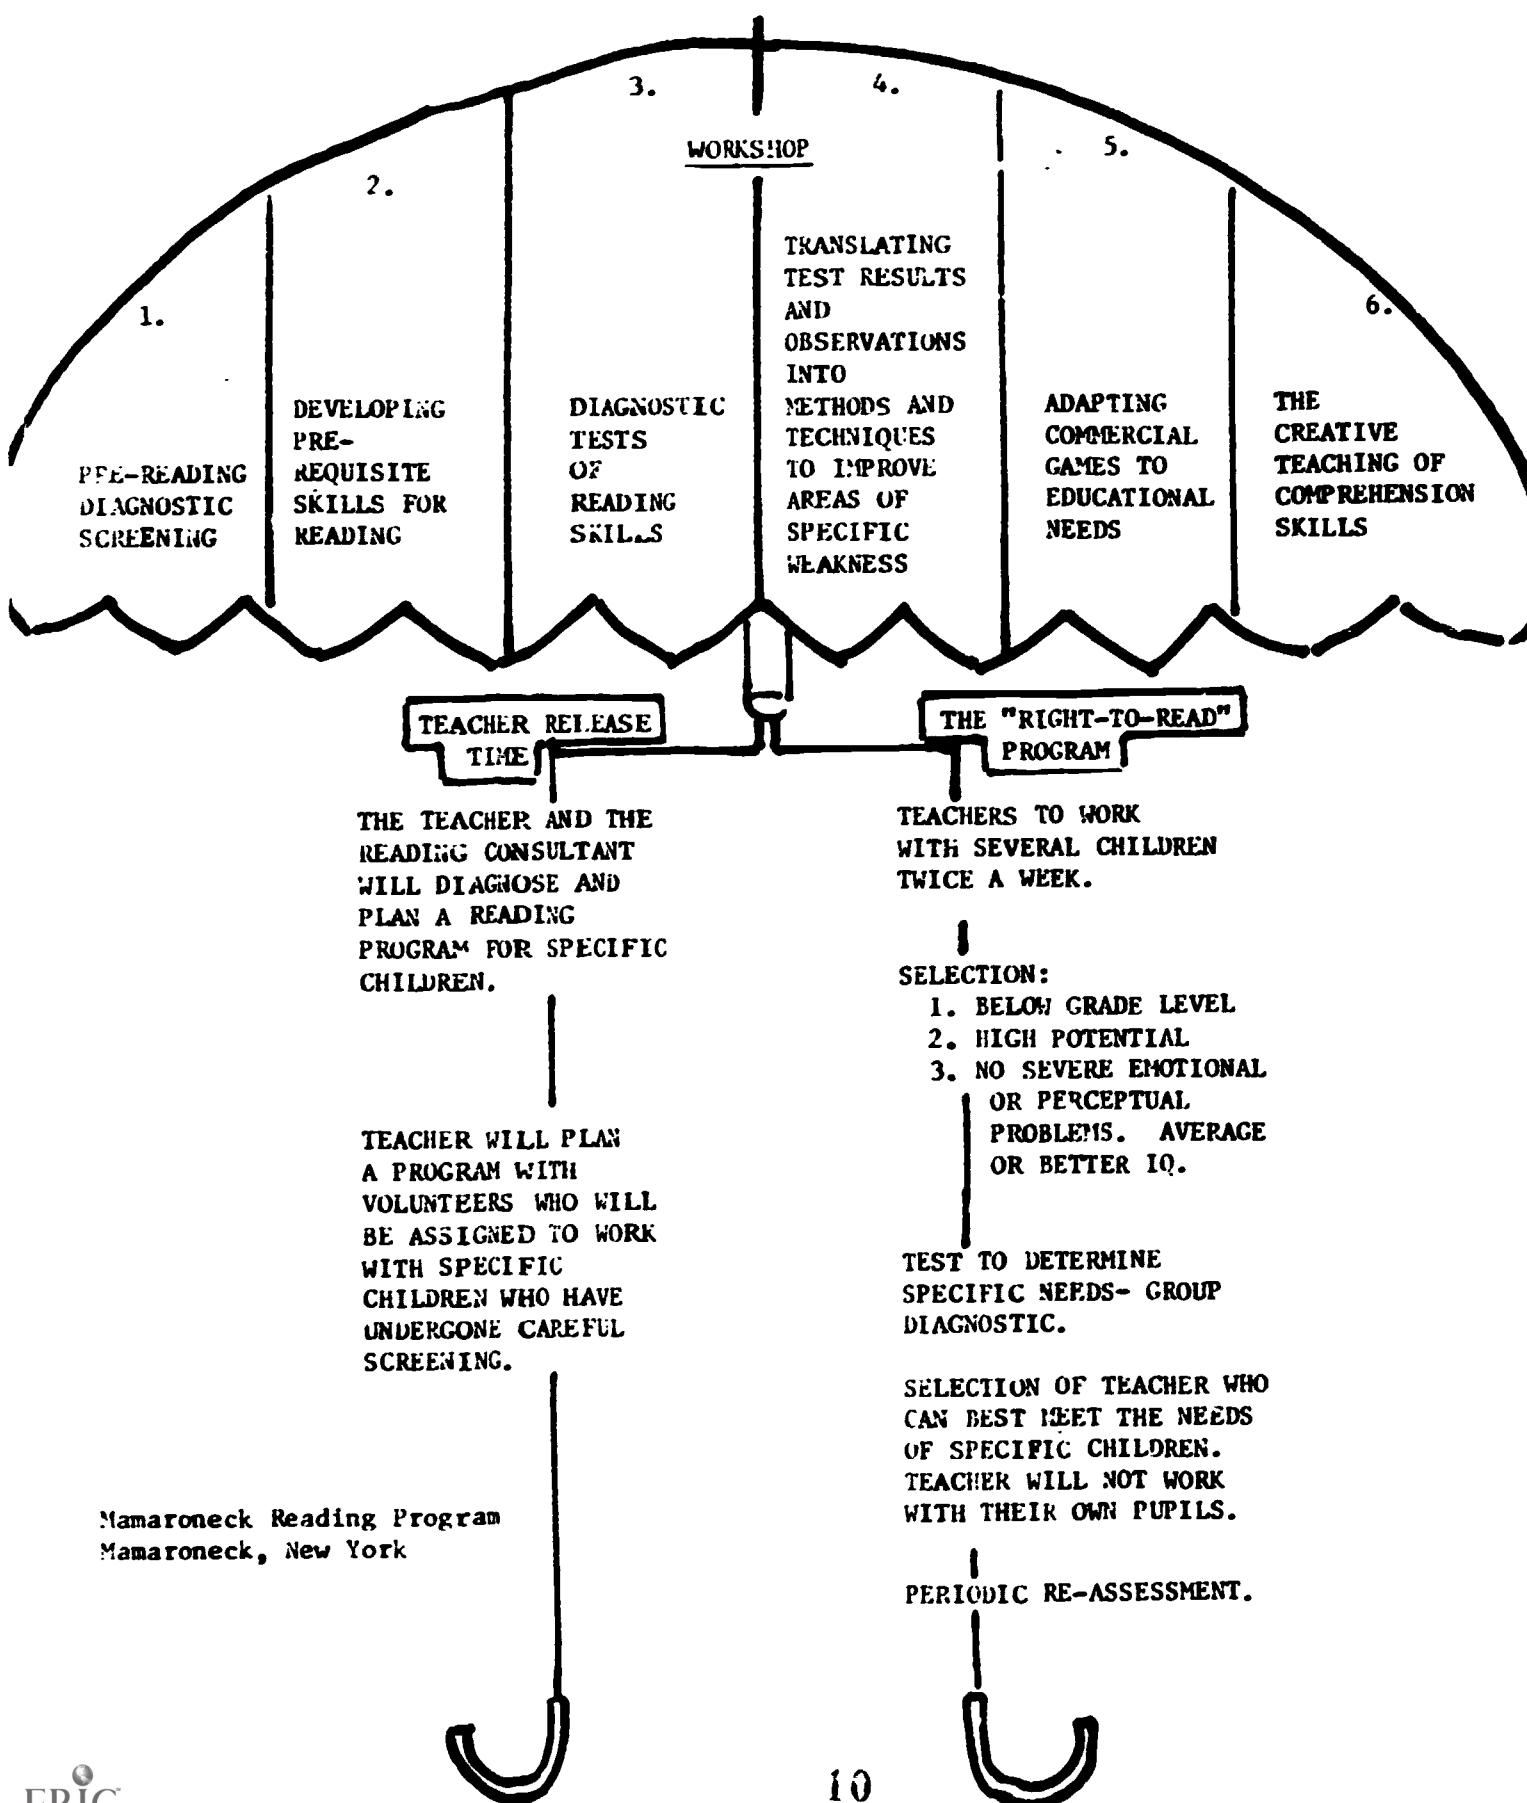 WORKSHOP
1.
PRE-READING
DIAGNOSTIC
SCREENING
2.
DEVELOPING
PRE-
REQUISITE
SKILLS FOR
READING
3.
DIAGNOSTIC
TESTS
OF
READING
SKILLS
4.
TRANSLATING
TEST RESULTS
AND
OBSERVATIONS
INTO
METHODS AND
TECHNIQUES
TO IMPROVE
AREAS OF
SPECIFIC
WEAKNESS
5.
ADAPTING
COMMERCIAL
GAMES TO
EDUCATIONAL
NEEDS
6.
THE
CREATIVE
TEACHING OF
COMPREHENSION
SKILLS
TEACHER RELEASE
TIME
THE TEACHER AND THE
READING CONSULTANT
WILL DIAGNOSE AND
PLAN A READING
PROGRAM FOR SPECIFIC
CHILDREN.
TEACHER WILL PLAN
A PROGRAM WITH
VOLUNTEERS WHO WILL
BE ASSIGNED TO WORK
WITH SPECIFIC
CHILDREN WHO HAVE
UNDERGONE CAREFUL
SCREENING.
THE "RIGHT-TO-READ"
PROGRAM
TEACHERS TO WORK
WITH SEVERAL CHILDREN
TWICE A WEEK.
SELECTION:
1. BELOW GRADE LEVEL
2. HIGH POTENTIAL
3. NO SEVERE EMOTIONAL
OR PERCEPTUAL
PROBLEMS. AVERAGE
OR BETTER IQ.
TEST TO DETERMINE
SPECIFIC NEEDS- GROUP
DIAGNOSTIC.
SELECTION OF TEACHER WHO
CAN BEST MEET THE NEEDS
OF SPECIFIC CHILDREN.
TEACHER WILL NOT WORK
WITH THEIR OWN PUPILS.
PERIODIC RE-ASSESSMENT.
Mamaroneck Reading Program
Mamaroneck, New York
10
ERIC